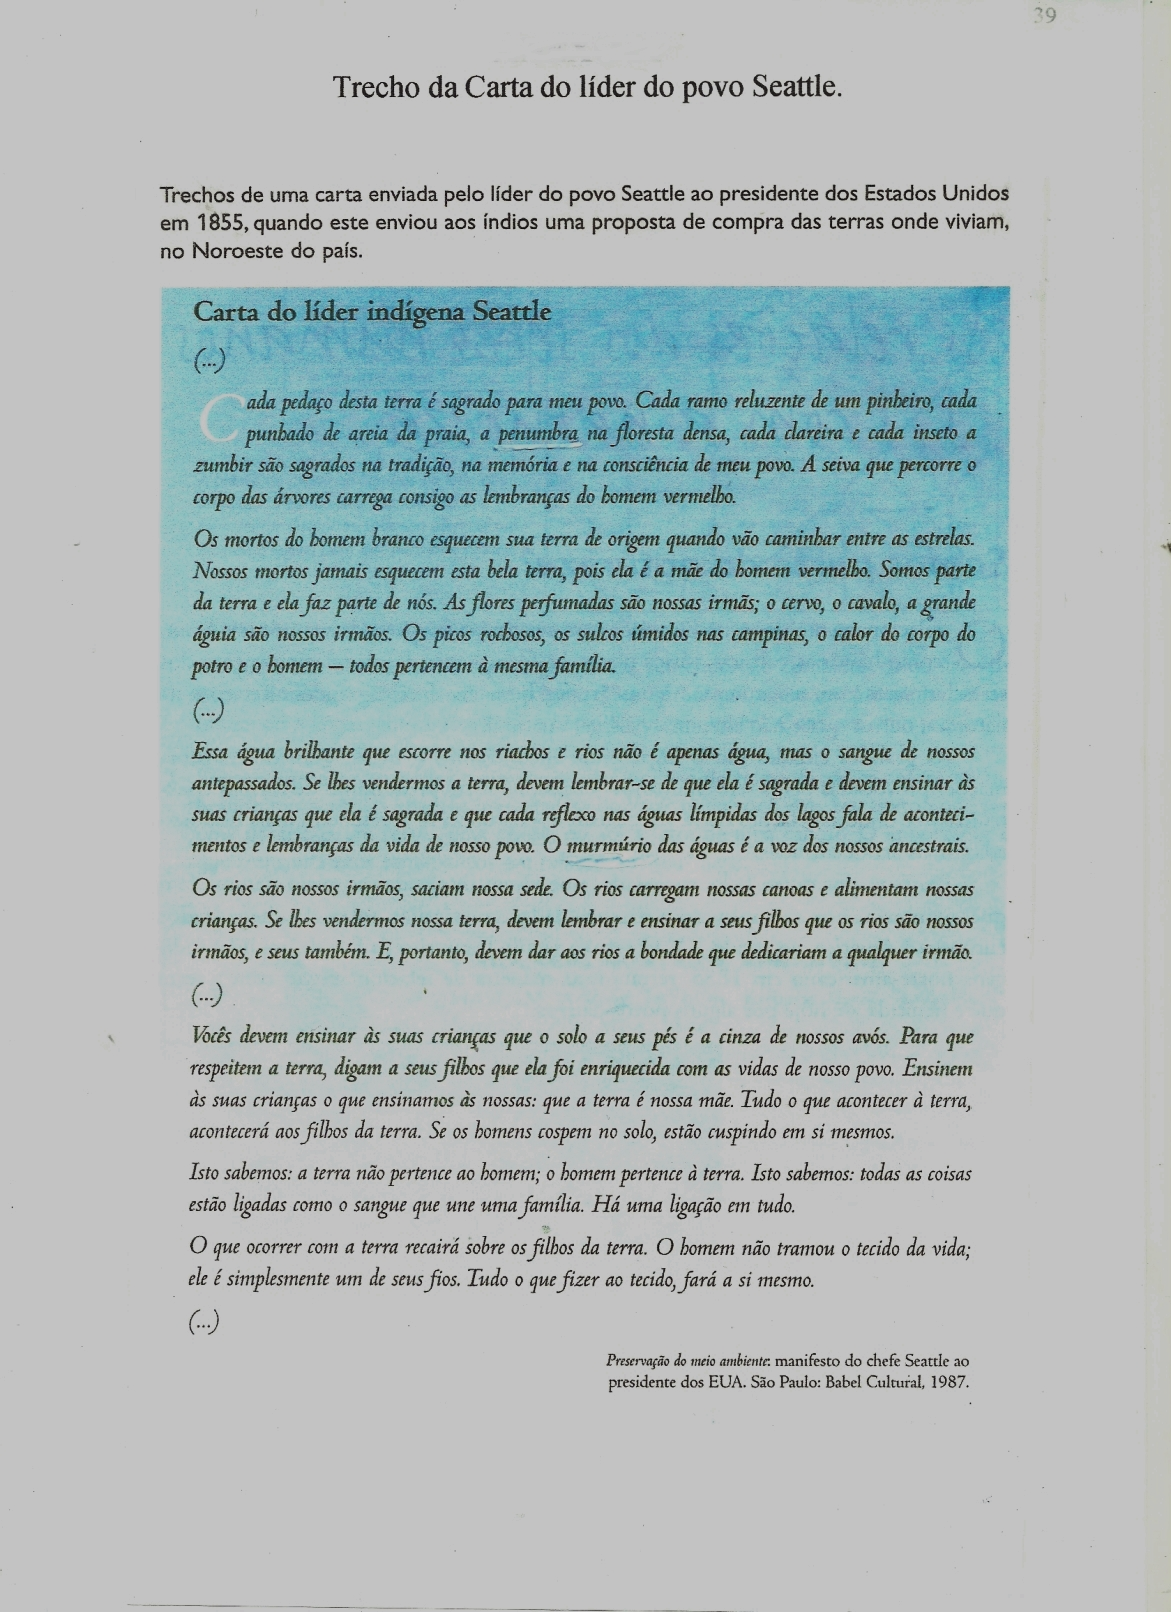 39
Trecho da Carta do líder do povo Seattle.
Trechos de uma carta enviada pelo líder do povo Seattle ao presidente dos Estados Unidos
em 1855, quando este enviou aos índios uma proposta de compra das terras onde viviam,
no Noroeste do país.
Carta do líder indígena Seattle
(...)
Cada pedaço desta terra é sagrado para meu povo. Cada ramo reluzente de um pinheiro, cada
punhado de areia da praia, a penumbra na floresta densa, cada clareira e cada inseto a
zumbir são sagrados na tradição, na memória e na consciência de meu povo. A seiva que percorre o
corpo das árvores carrega consigo as lembranças do homem vermelho.
Os mortos do homem branco esquecem sua terra de origem quando vão caminhar entre as estrelas.
Nossos mortos jamais esquecem esta bela terra, pois ela é a mãe do homem vermelho. Somos parte
da terra e ela faz parte de nós. As flores perfumadas são nossas irmãs; o cervo, o cavalo, a grande
águia são nossos irmãos. Os picos rochosos, os sulcos úmidos nas campinas, o calor do corpo do
potro e o homem — todos pertencem à mesma família.
(...)
Essa água brilhante que escorre nos riachos e rios não é apenas água, mas o sangue de nossos
antepassados. Se lhes vendermos a terra, devem lembrar-se de que ela é sagrada e devem ensinar às
suas crianças que ela é sagrada e que cada reflexo nas águas límpidas dos lagos fala de aconteci-
mentos e lembranças da vida de nosso povo. O murmúrio das águas é a voz dos nossos ancestrais.
Os rios são nossos irmãos, saciam nossa sede. Os rios carregam nossas canoas e alimentam nossas
crianças. Se lhes vendermos nossa terra, devem lembrar e ensinar a seus filhos que os rios são nossos
irmãos, e seus também. E, portanto, devem dar aos rios a bondade que dedicariam a qualquer irmão.
(...)
Vocês devem ensinar às suas crianças que o solo a seus pés é a cinza de nossos avós. Para que
respeitem a terra, digam a seus filhos que ela foi enriquecida com as vidas de nosso povo. Ensinem
às suas crianças o que ensinamos às nossas: que a terra é nossa mãe. Tudo o que acontecer à terra,
acontecerá aos filhos da terra. Se os homens cospem no solo, estão cuspindo em si mesmos.
Isto sabemos: a terra não pertence ao homem; o homem pertence à terra. Isto sabemos: todas as coisas
estão ligadas como o sangue que une uma família. Há uma ligação em tudo.
O que ocorrer com a terra recairá sobre os filhos da terra. O homem não tramou o tecido da vida;
ele é simplesmente um de seus fios. Tudo o que fizer ao tecido, fará a si mesmo.
(...)
Preservação do meio ambiente: manifesto do chefe Seattle ao
presidente dos EUA. São Paulo: Babel Cultural, 1987.